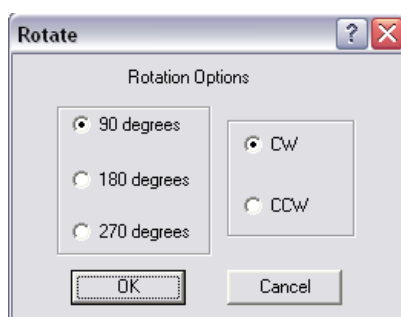 Rotate
Rotation Options
90 degrees
180 degrees
270 degrees
CW
CCW
OK
Cancel